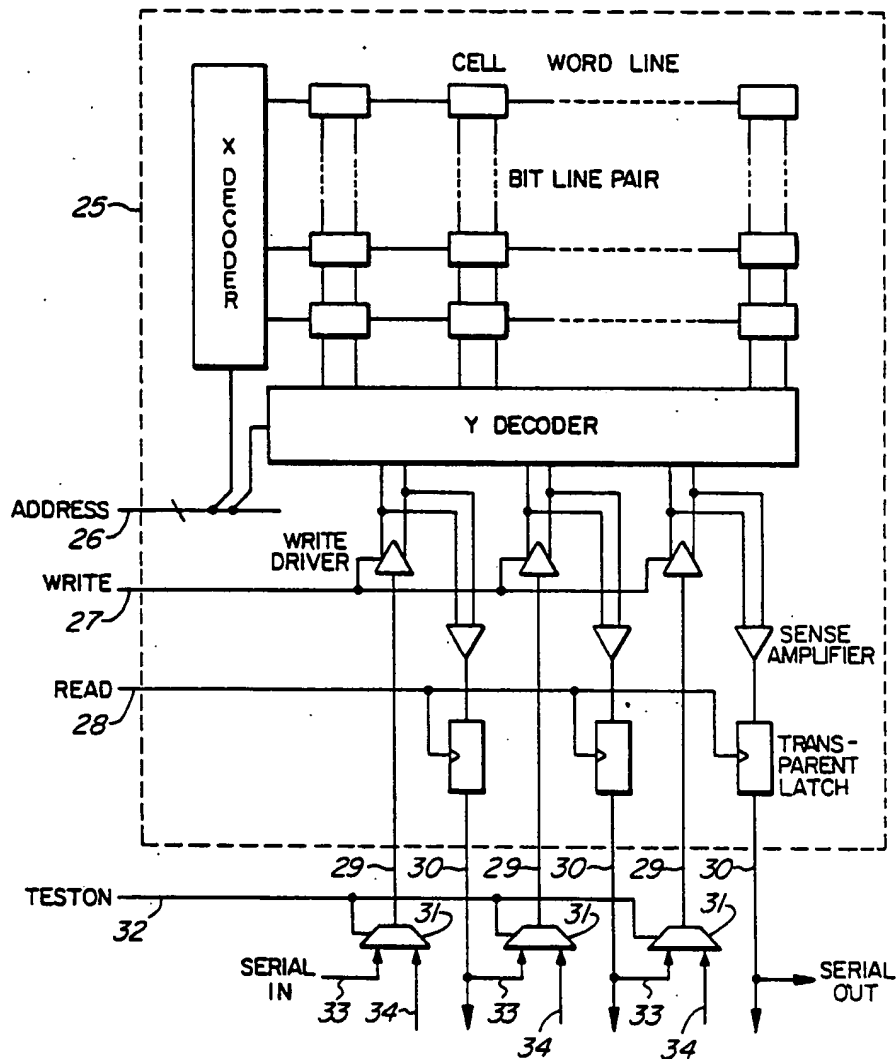 CELL WORD LINE
X DECODER
BIT LINE PAIR
25
Y DECODER
ADDRESS
26
WRITE DRIVER
WRITE
27
SENSE AMPLIFIER
READ
28
TRANS-
PARENT
LATCH
29 30 29 30 29 30
TESTON
32
31 31 31
SERIAL IN
33 33 33
SERIAL OUT
34 34 34